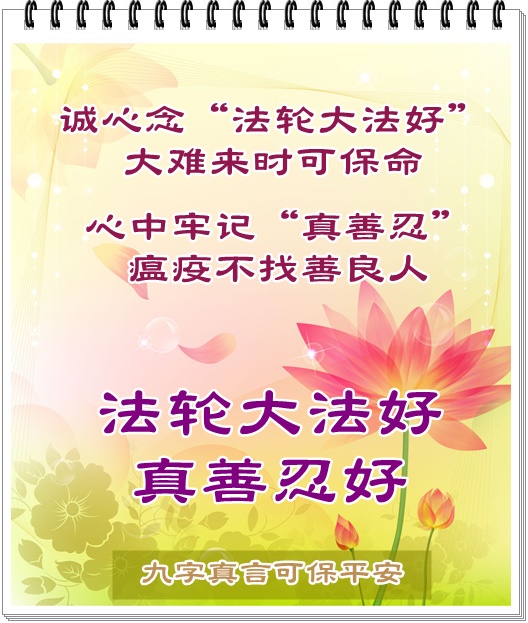 诚心念“法轮大法好”
大难来时可保命
心中牢记“真善忍”
瘟疫不找善良人
法轮大法好
真善忍好
九字真言可保平安